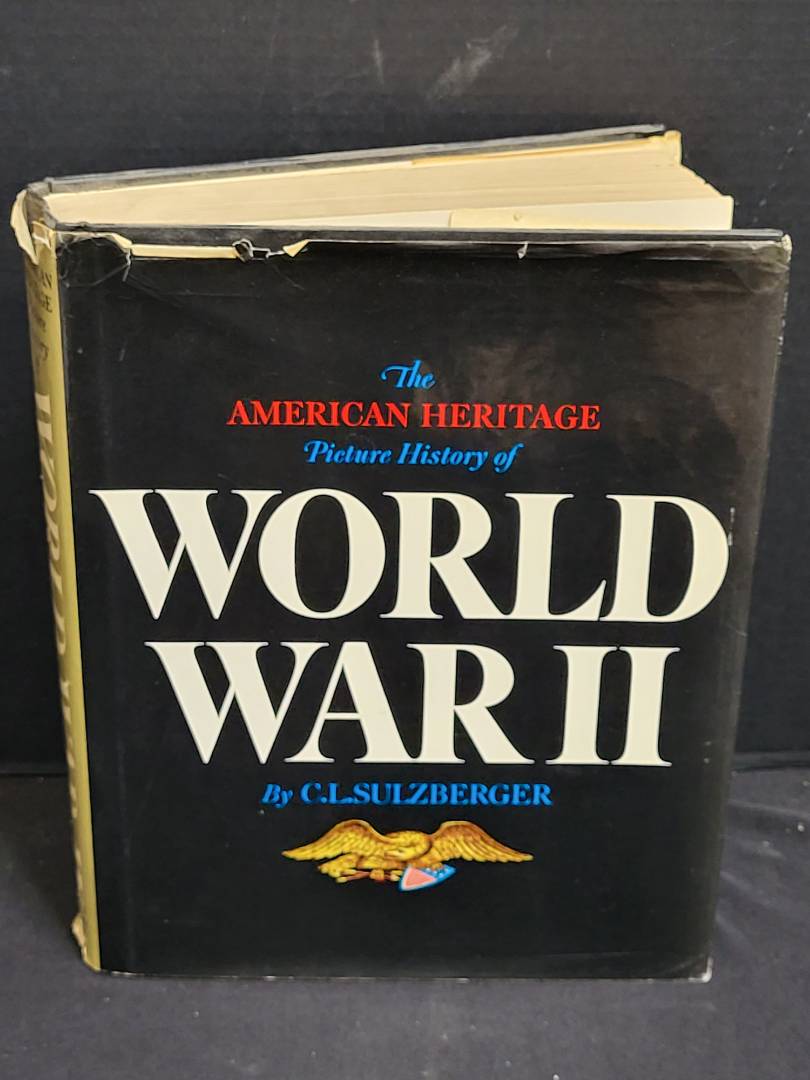 The
AMERICAN HERITAGE
Picture History of
WORLD
WAR II
By C.L.SULZBERGER